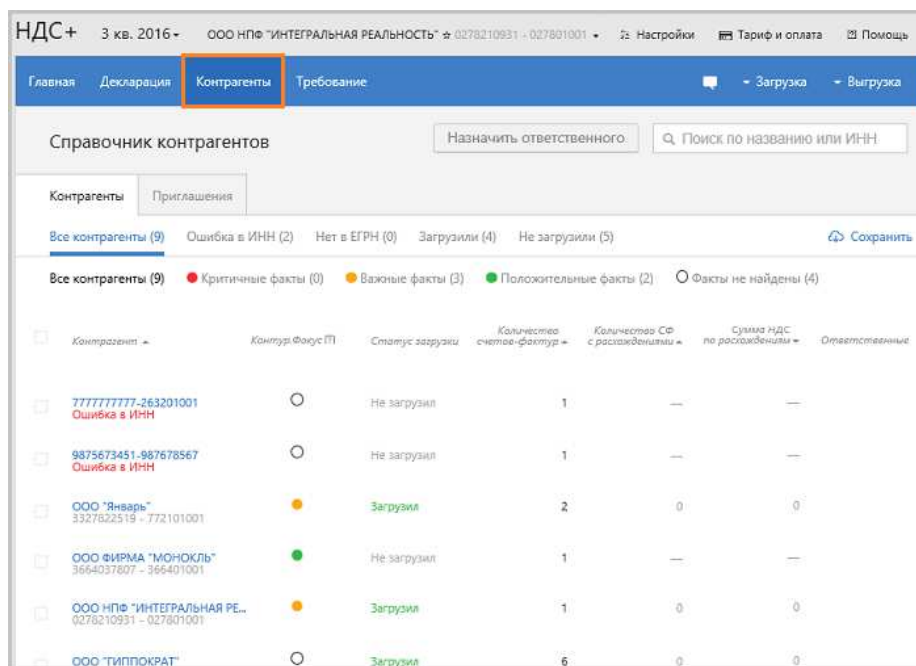 НДС+ 3 кв. 2016 ООО НПФ "ИНТЕГРАЛЬНАЯ РЕАЛЬНОСТЬ" 0278210931 - 027801001 Настройки Тариф и оплата Помощь
Главная Декларация Контрагенты Требование Загрузка Выгрузка
Справочник контрагентов Назначить ответственного Поиск по названию или ИНН
Контрагенты Приглашения
Все контрагенты (9) Ошибка в ИНН (2) Нет в ЕГРН (0) Загрузили (4) Не загрузили (5) Сохранить
Все контрагенты (9) Критичные факты (0) Важные факты (3) Положительные факты (2) Факты не найдены (4)
Контрагент Контур.Фокус Статус загрузки Количество счетов-фактур Количество СФ с расхождениями Сумма НДС по расхождениям Ответственные
7777777777-263201001 Не загрузил 1 — —
Ошибка в ИНН
9875673451-987678567 Не загрузил 1 — —
Ошибка в ИНН
ООО "Январь" Загрузил 2 0 0
3327822519 - 772101001
ООО ФИРМА "МОНОКЛЬ" Не загрузил 1 — —
3664037807 - 366401001
ООО НПФ "ИНТЕГРАЛЬНАЯ РЕ... Загрузил 1 0 0
0278210931 - 027801001
ООО "ГИППОКРАТ" Загрузил 6 0 0